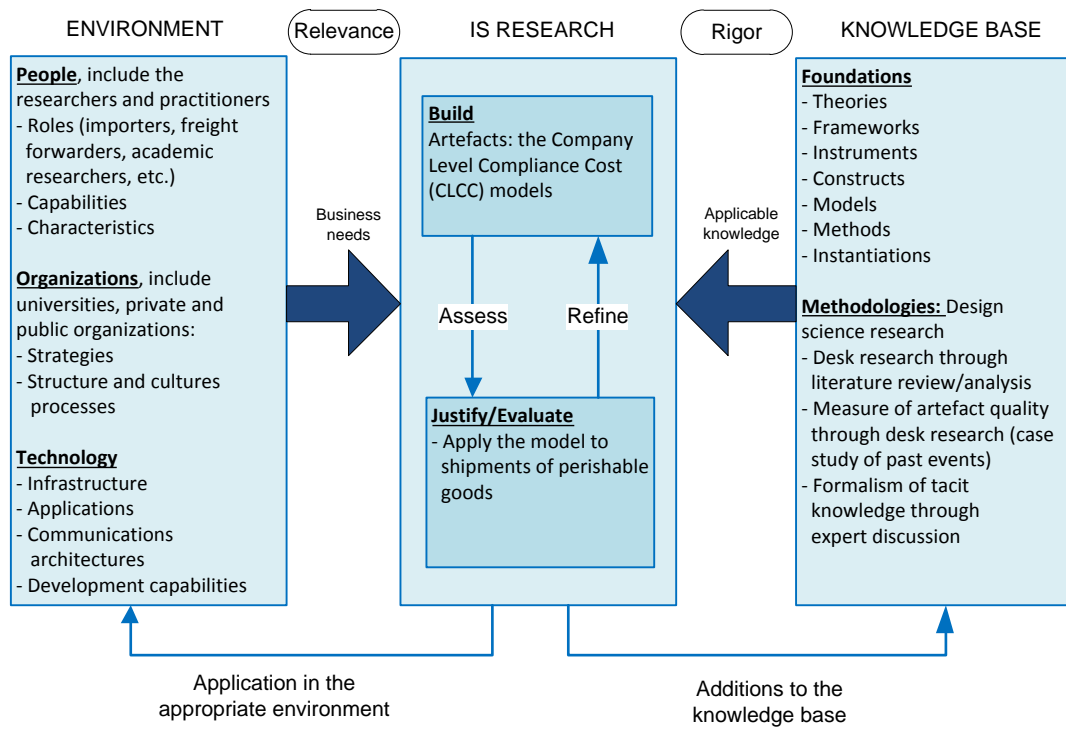 ENVIRONMENT
Relevance
IS RESEARCH
Rigor
KNOWLEDGE BASE
People, include the
researchers and practitioners
- Roles (importers, freight
forwarders, academic
researchers, etc.)
- Capabilities
- Characteristics
Organizations, include
universities, private and
public organizations:
- Strategies
- Structure and cultures
processes
Technology
- Infrastructure
- Applications
- Communications
architectures
- Development capabilities
Business
needs
Build
Artefacts: the Company
Level Compliance Cost
(CLCC) models
Assess
Refine
Justify/Evaluate
- Apply the model to
shipments of perishable
goods
Applicable
knowledge
Foundations
- Theories
- Frameworks
- Instruments
- Constructs
- Models
- Methods
- Instantiations
Methodologies: Design
science research
- Desk research through
literature review/analysis
- Measure of artefact quality
through desk research (case
study of past events)
- Formalism of tacit
knowledge through
expert discussion
Application in the
appropriate environment
Additions to the
knowledge base